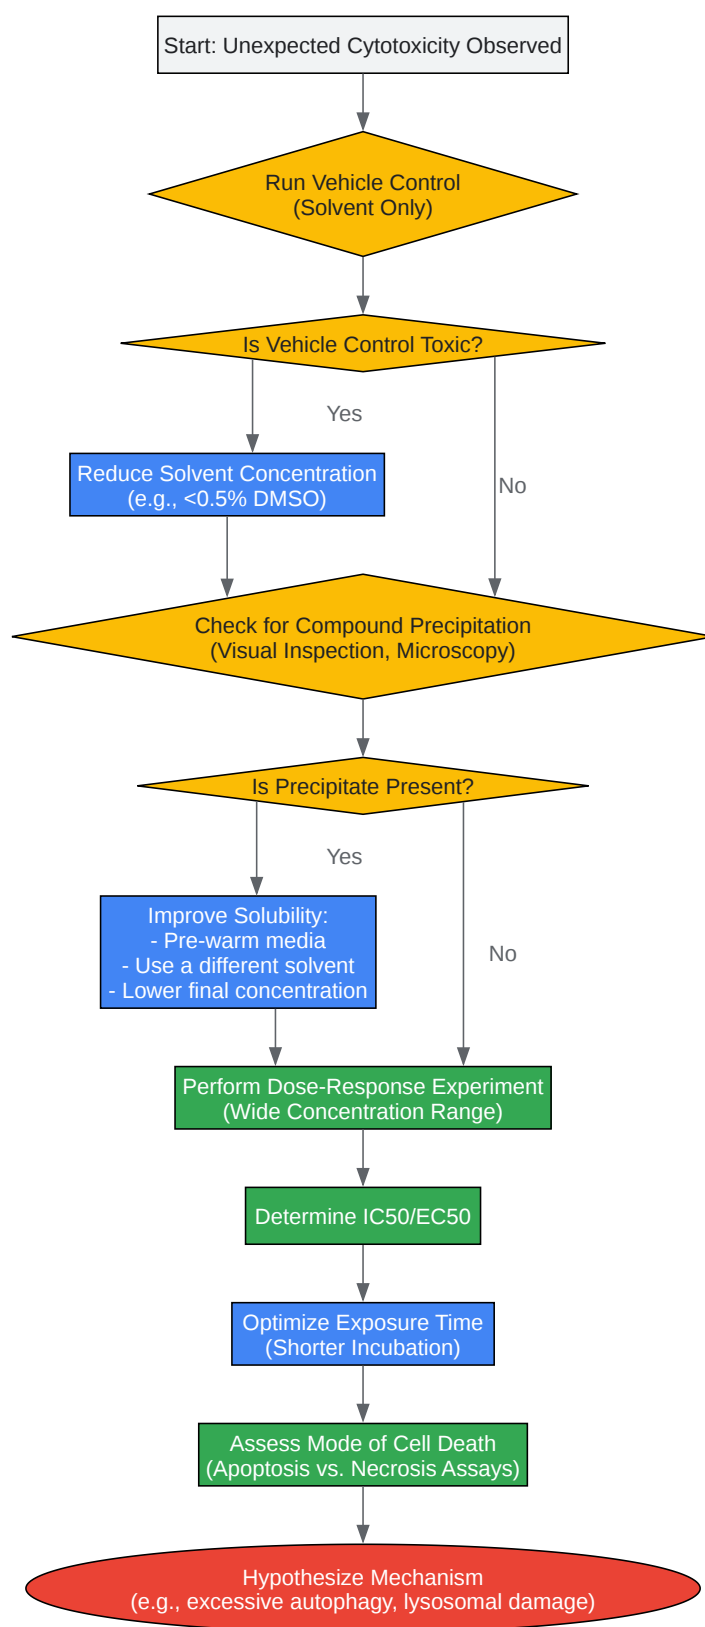 Start: Unexpected Cytotoxicity Observed
Run Vehicle Control
(Solvent Only)
Is Vehicle Control Toxic?
Yes
Reduce Solvent Concentration
(e.g., <0.5% DMSO)
No
Check for Compound Precipitation
(Visual Inspection, Microscopy)
Is Precipitate Present?
Yes
Improve Solubility:
- Pre-warm media
- Use a different solvent
- Lower final concentration
No
Perform Dose-Response Experiment
(Wide Concentration Range)
Determine IC50/EC50
Optimize Exposure Time
(Shorter Incubation)
Assess Mode of Cell Death
(Apoptosis vs. Necrosis Assays)
Hypothesize Mechanism
(e.g., excessive autophagy, lysosomal damage)